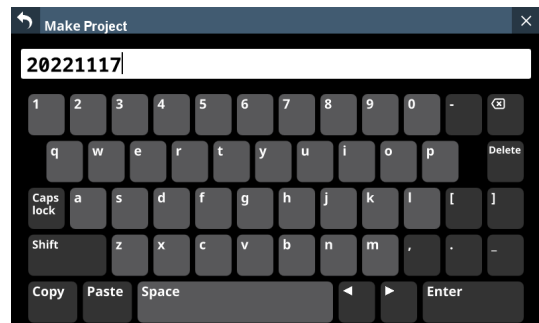 Make Project
20221117
1 2 3 4 5 6 7 8 9 0 -
q w e r t y u i o p Delete
Caps lock a s d f g h j k l [ ]
Shift z x c v b n m , . _
Copy Paste Space Enter